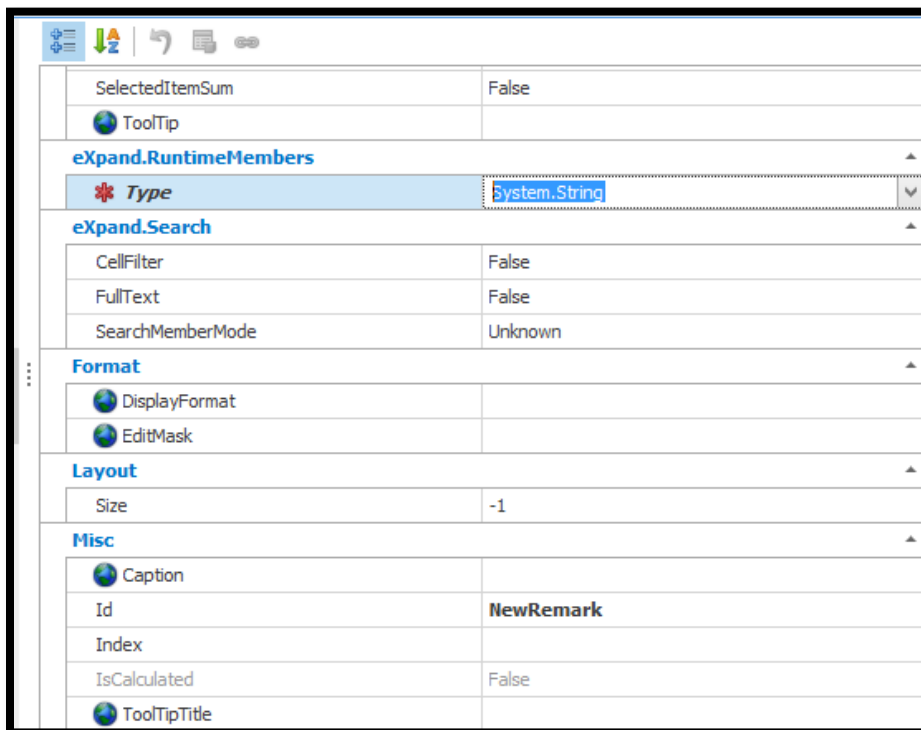 SelectedItemSum False
ToolTip
eXpand.RuntimeMembers
Type System.String
eXpand.Search
CellFilter False
FullText False
SearchMemberMode Unknown
Format
DisplayFormat
EditMask
Layout
Size -1
Misc
Caption
Id NewRemark
Index
IsCalculated False
ToolTipTitle